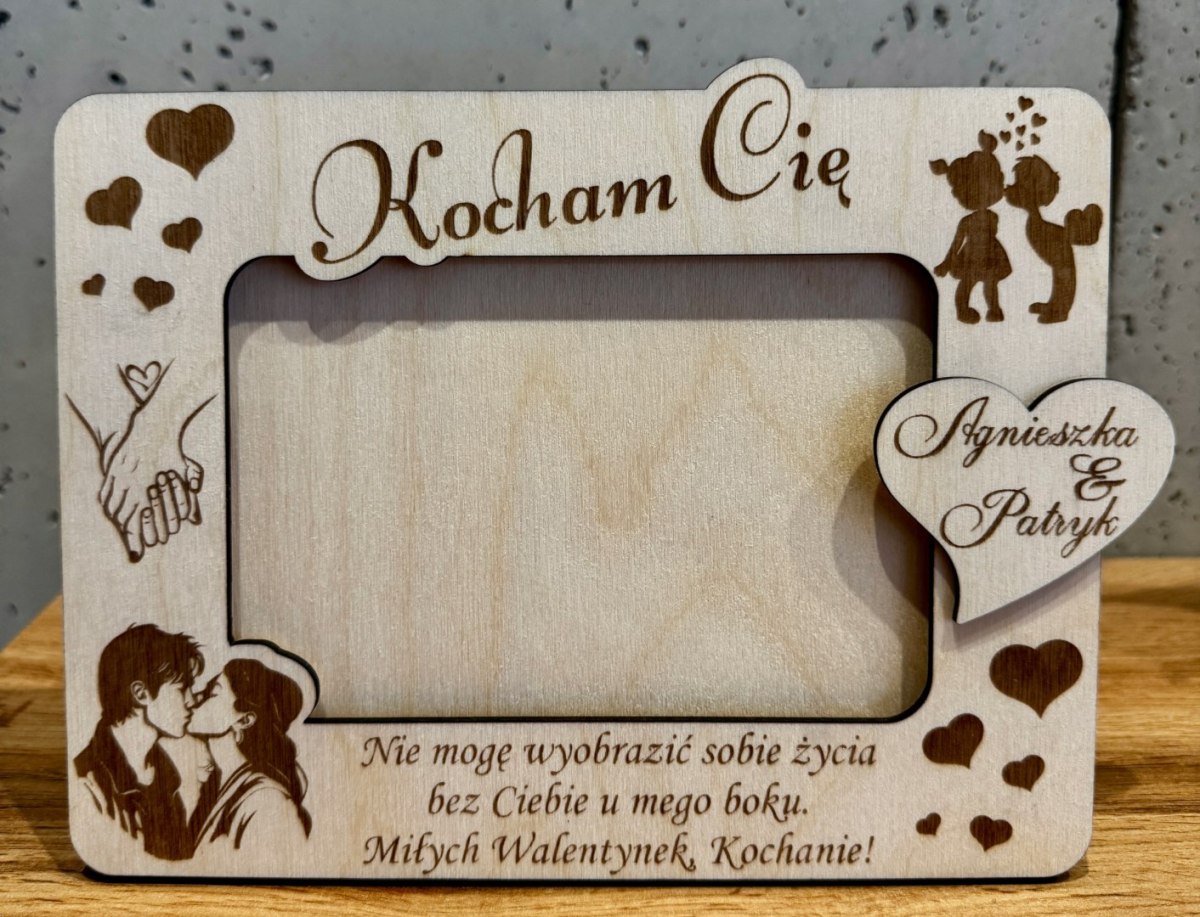 Kocham Cię
Agnieszka
&
Patryk
Nie mogę wyobrazić sobie życia
bez Ciebie u mego boku.
Miłych Walentynek, Kochanie!